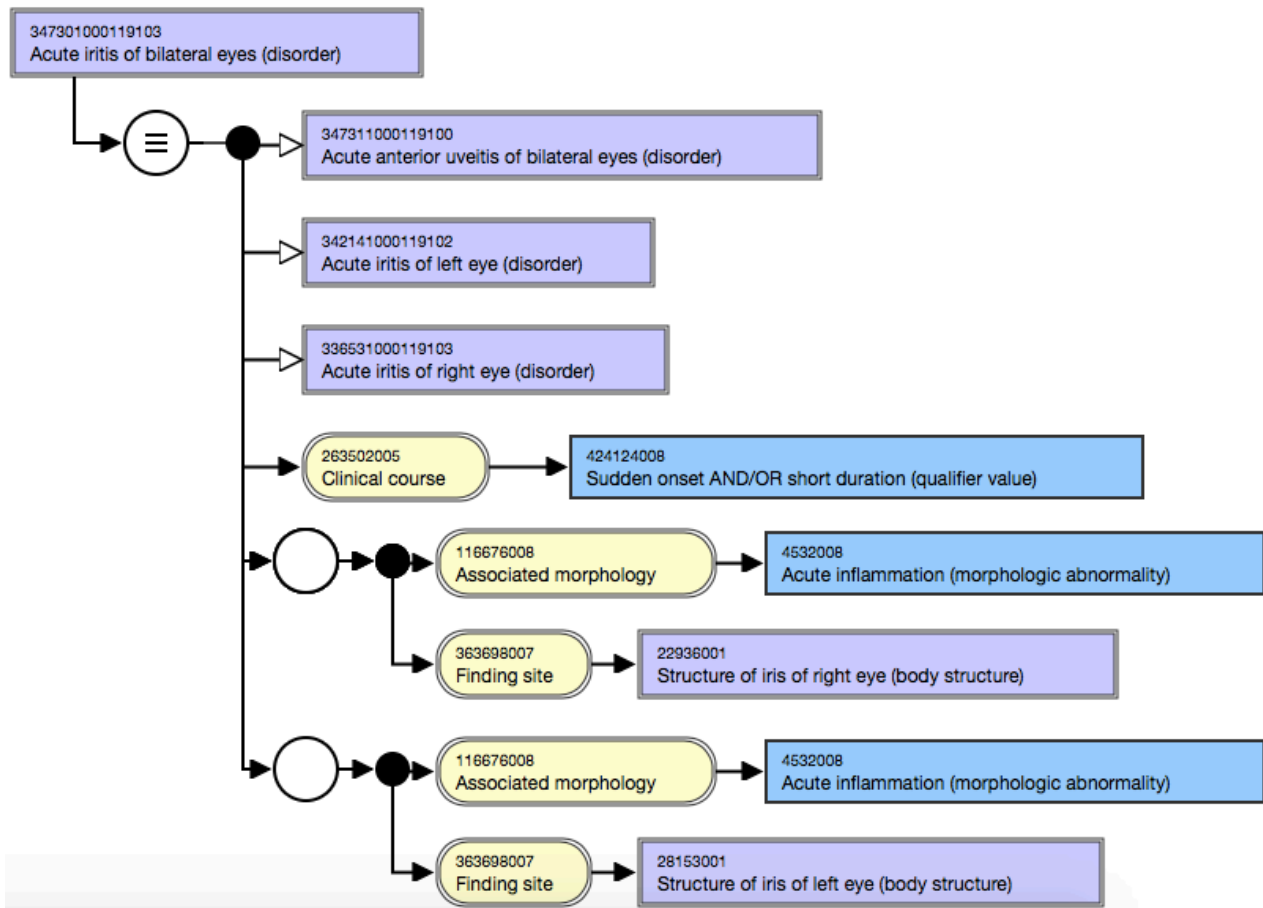 347301000119103
Acute iritis of bilateral eyes (disorder)
347311000119100
Acute anterior uveitis of bilateral eyes (disorder)
342141000119102
Acute iritis of left eye (disorder)
336531000119103
Acute iritis of right eye (disorder)
263502005
Clinical course
424124008
Sudden onset AND/OR short duration (qualifier value)
116676008
Associated morphology
4532008
Acute inflammation (morphologic abnormality)
363698007
Finding site
22936001
Structure of iris of right eye (body structure)
116676008
Associated morphology
4532008
Acute inflammation (morphologic abnormality)
363698007
Finding site
28153001
Structure of iris of left eye (body structure)